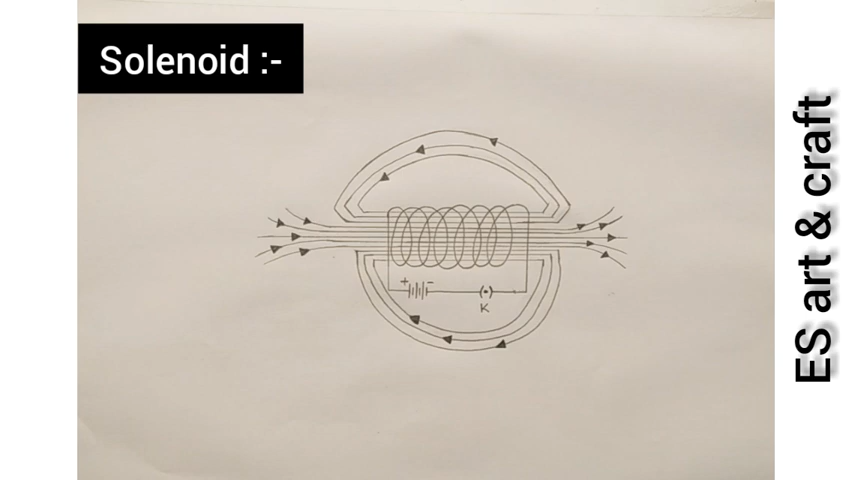 Solenoid :-
ES art & craft
+ -
K